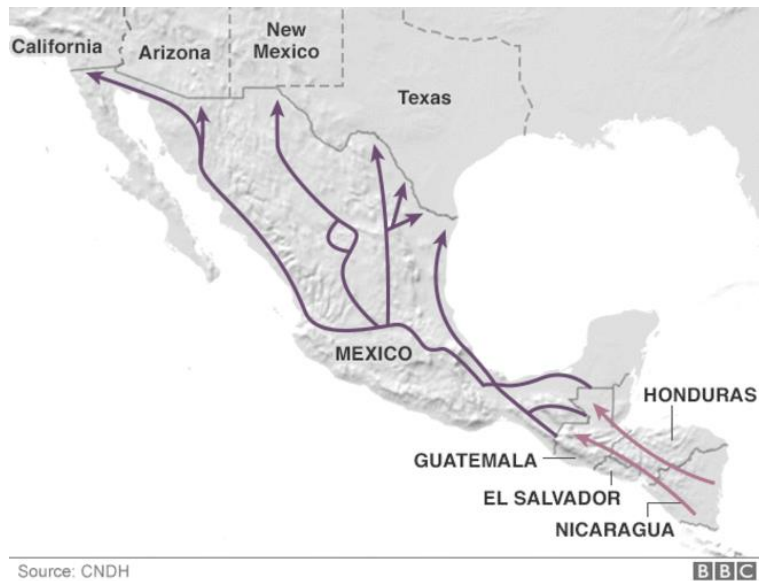 California
Arizona
New
Mexico
Texas
MEXICO
HONDURAS
GUATEMALA
EL SALVADOR
NICARAGUA
Source: CNDH
BBC